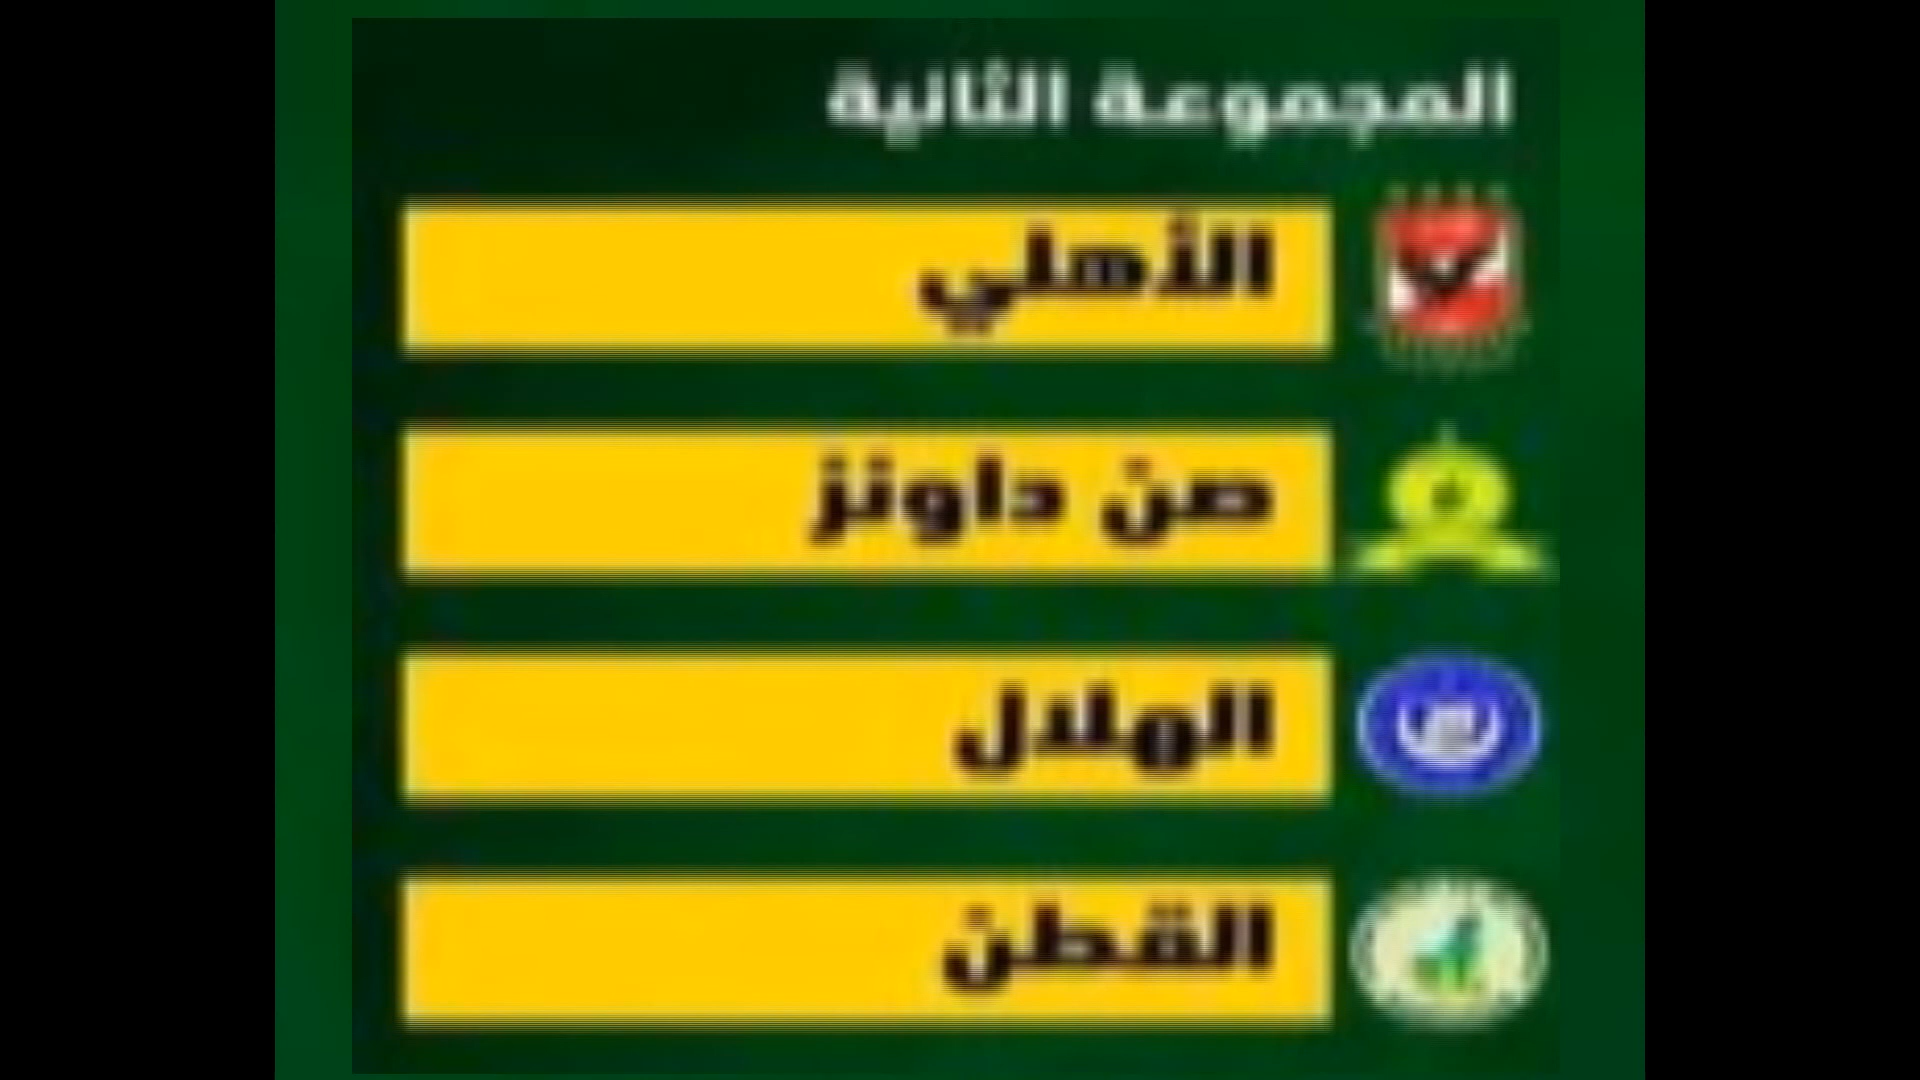 المجموعة الثانية
الأهلي
صن داونز
الهلال
القطن